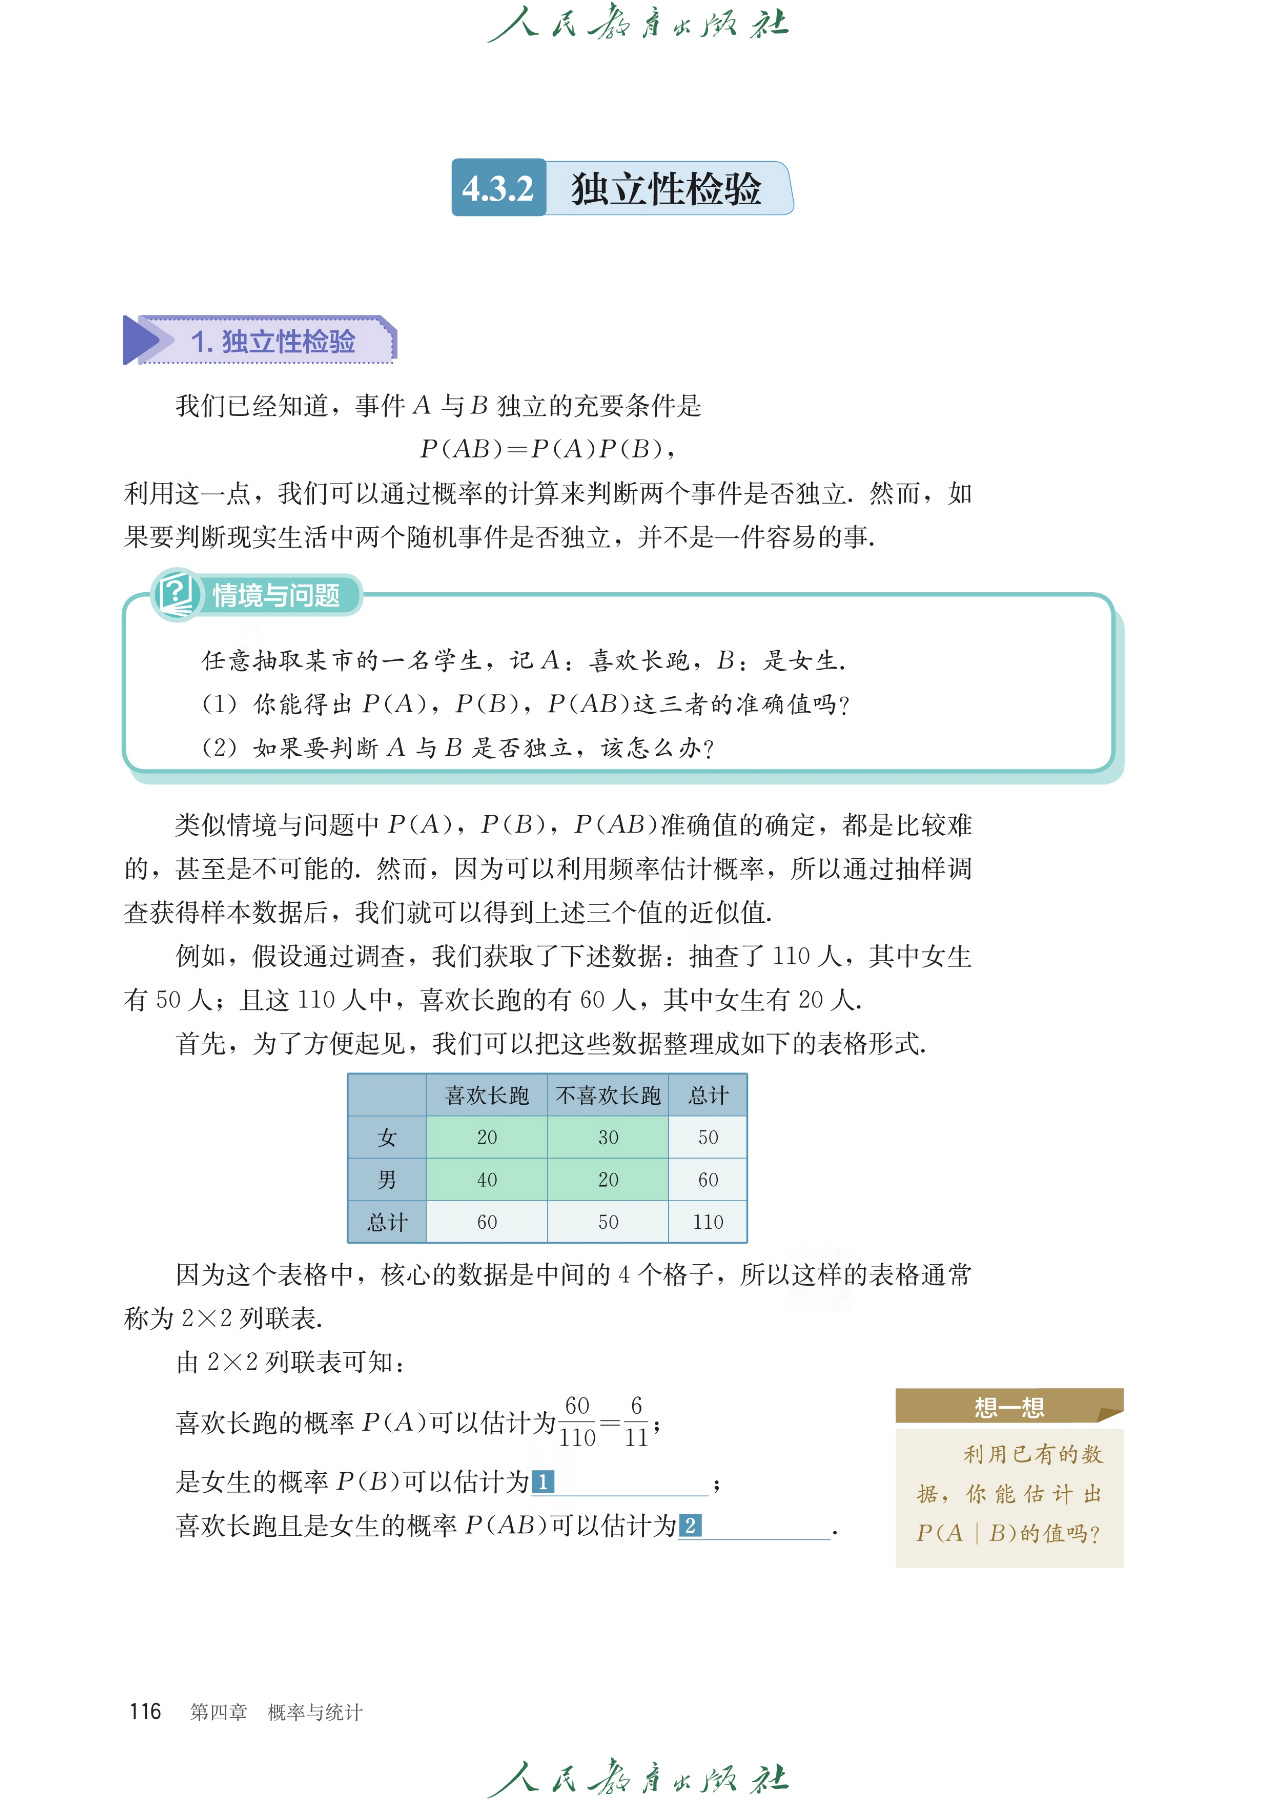 人民教育出版社
4.3.2 独立性检验
1. 独立性检验
我们已经知道，事件 A 与 B 独立的充要条件是
P(AB)=P(A)P(B)，
利用这一点，我们可以通过概率的计算来判断两个事件是否独立. 然而，如
果要判断现实生活中两个随机事件是否独立，并不是一件容易的事.
? 情境与问题
任意抽取某市的一名学生，记 A：喜欢长跑，B：是女生.
（1）你能得出 P(A)，P(B)，P(AB)这三者的准确值吗?
（2）如果要判断 A 与 B 是否独立，该怎么办?
类似情境与问题中 P(A)，P(B)，P(AB)准确值的确定，都是比较难
的，甚至是不可能的. 然而，因为可以利用频率估计概率，所以通过抽样调
查获得样本数据后，我们就可以得到上述三个值的近似值.
例如，假设通过调查，我们获取了下述数据：抽查了 110 人，其中女生
有 50 人；且这 110 人中，喜欢长跑的有 60 人，其中女生有 20 人.
首先，为了方便起见，我们可以把这些数据整理成如下的表格形式.
喜欢长跑 不喜欢长跑 总计
女 20 30 50
男 40 20 60
总计 60 50 110
因为这个表格中，核心的数据是中间的 4 个格子，所以这样的表格通常
称为 2×2 列联表.
由 2×2 列联表可知：
喜欢长跑的概率 P(A)可以估计为60/110=6/11；
是女生的概率 P(B)可以估计为1________；
喜欢长跑且是女生的概率 P(AB)可以估计为2________.
想一想
利用已有的数
据，你能估计出
P(A | B)的值吗?
116 第四章 概率与统计
人民教育出版社